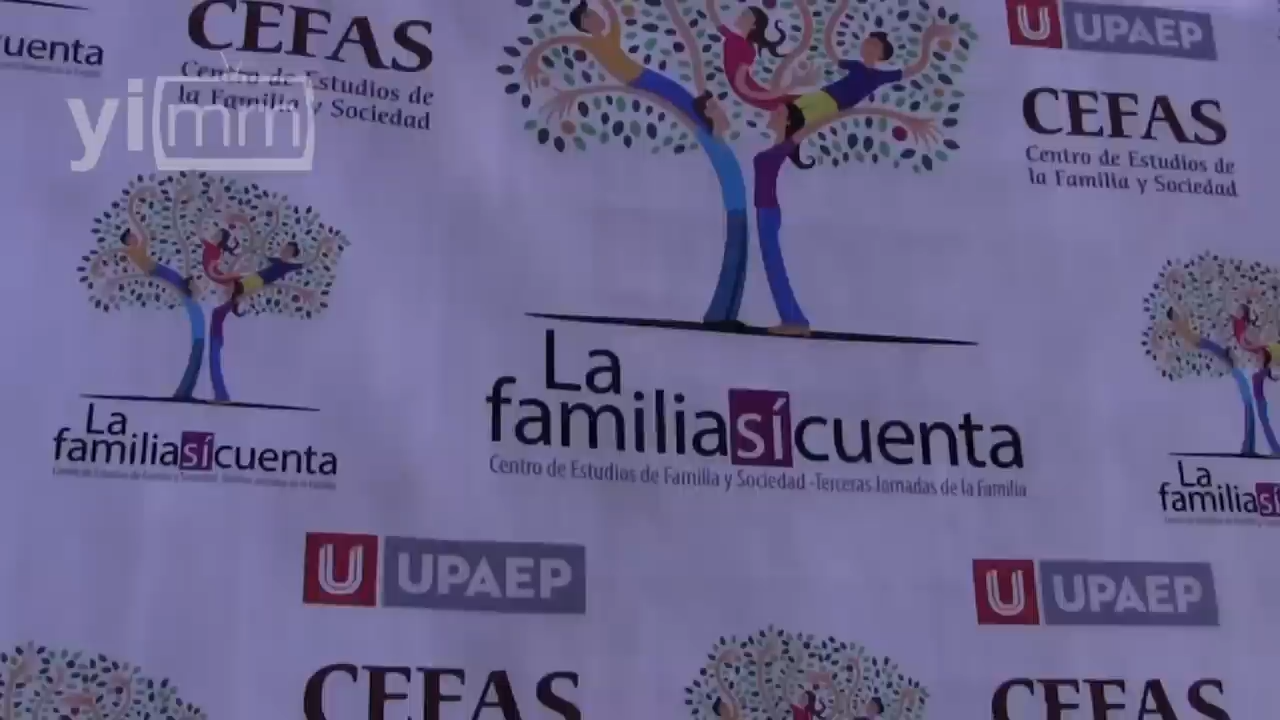 cuenta
CEFAS
Centro de Estudios de
la Familia y Sociedad
yimm
U UPAEP
CEFAS
Centro de Estudios de
la Familia y Sociedad
La
familiasícuenta
La
familiasícuenta
Centro de Estudios de Familia y Sociedad -Terceras Jornadas de la Familia
La
familiasí
U UPAEP
U UPAEP
CEFAS
CEFAS